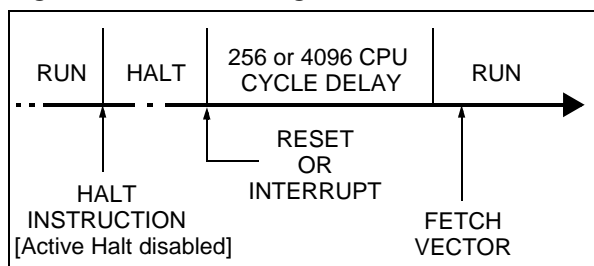 RUN
HALT
256 or 4096 CPU
CYCLE DELAY
RUN
RESET
OR
INTERRUPT
HALT
INSTRUCTION
[Active Halt disabled]
FETCH
VECTOR